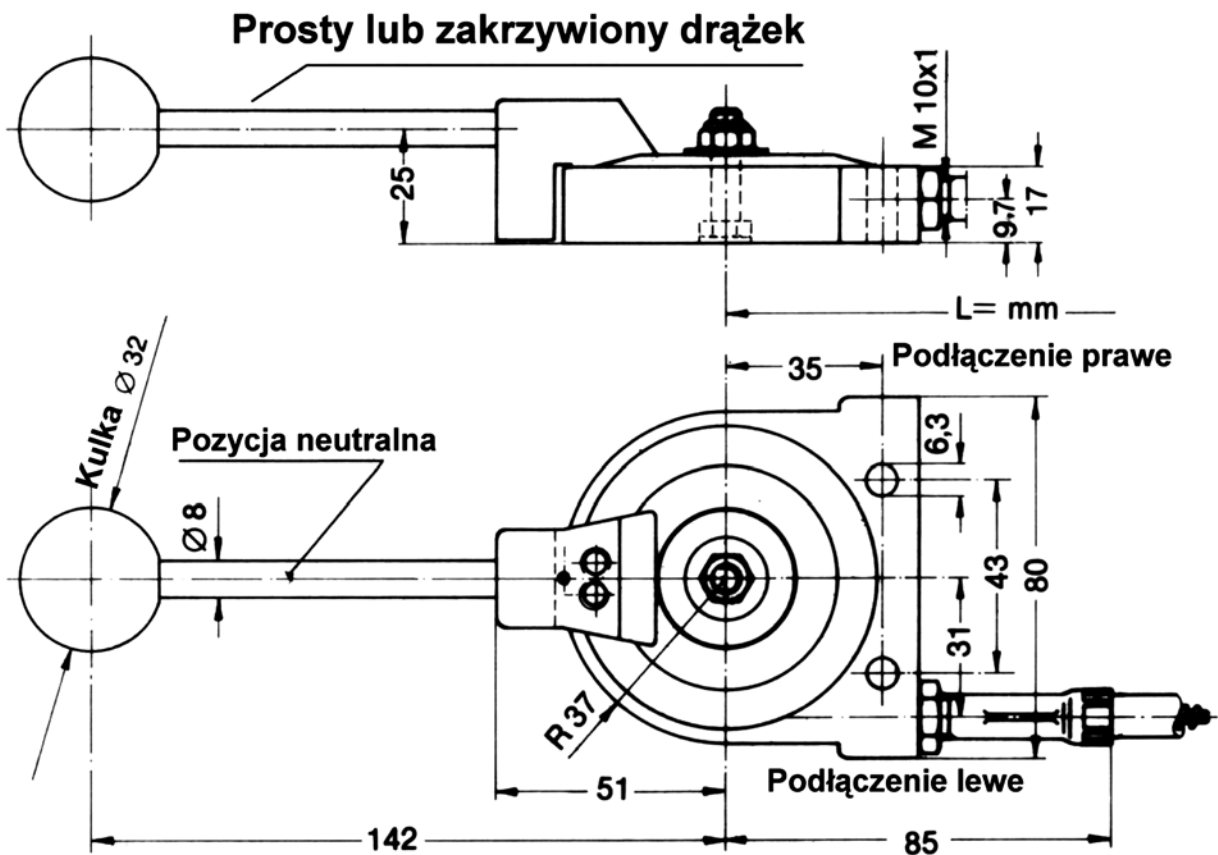 Prosty lub zakrzywiony drążek
M 10x1
25
9,7
17
L= mm
Podłączenie prawe
35
Kulka Ø 32
Pozycja neutralna
6,3
Ø 8
43
80
31
R 37
51
Podłączenie lewe
142
85